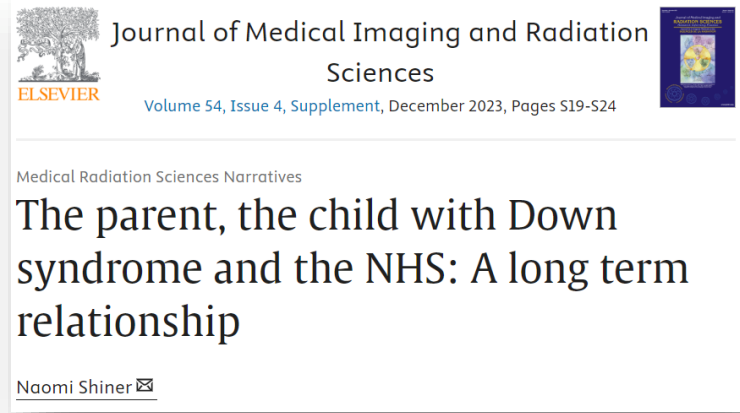 Journal of Medical Imaging and Radiation
Sciences
ELSEVIER
Volume 54, Issue 4, Supplement, December 2023, Pages S19-S24
Medical Radiation Sciences Narratives
The parent, the child with Down
syndrome and the NHS: A long term
relationship
Naomi Shiner